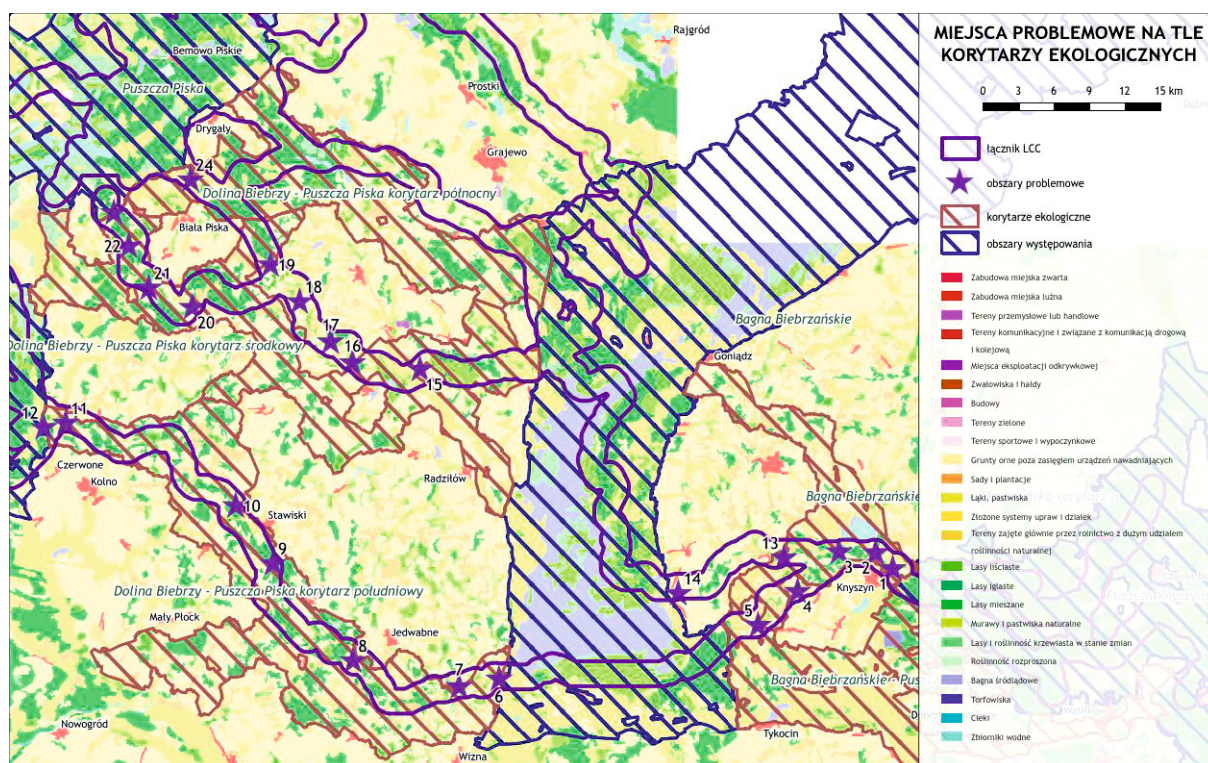 MIEJSCA PROBLEMOWE NA TLE
KORYTARZY EKOLOGICZNYCH
0 3 6 9 12 15 km
łącznik LCC
obszary problemowe
korytarze ekologiczne
obszary występowania
Zabudowa miejska zwarta
Zabudowa miejska luźna
Tereny przemysłowe lub handlowe
Tereny komunikacyjne i związane z komunikacją drogową
i kolejową
Miejsca eksploatacji odkrywkowej
Zwałowiska i hałdy
Budowy
Tereny zielone
Tereny sportowe i wypoczynkowe
Grunty orne poza zasięgiem urządzeń nawadniających
Sady i plantacje
Łąki, pastwiska
Złożone systemy upraw i działek
Tereny zajęte głównie przez rolnictwo z dużym udziałem
roślinności naturalnej
Lasy liściaste
Lasy iglaste
Lasy mieszane
Murawy i pastwiska naturalne
Lasy i roślinność krzewiasta w stanie zmian
Roślinność rozproszona
Bagna śródlądowe
Torfowiska
Cieki
Zbiorniki wodne
Rajgród
Bemowo Piskie
Puszcza Piska
Prostki
Drygały
Grajewo
24
Dolina Biebrzy - Puszcza Piska korytarz północny
Biała Piska
22
19
21
18
20
17
Bagna Biebrzańskie
Dolina Biebrzy - Puszcza Piska korytarz środkowy
16
Goniądz
15
12
11
Czerwone
Kolno
Radziłów
Bagna Biebrzańskie
10
Stawiski
9
13
3
2
1
14
Knyszyn
Dolina Biebrzy - Puszcza Piska korytarz południowy
4
Mały Płock
5
Jedwabne
8
7
6
Bagna Biebrzańskie - Pusz
Nowogród
Tykocin
Wizna